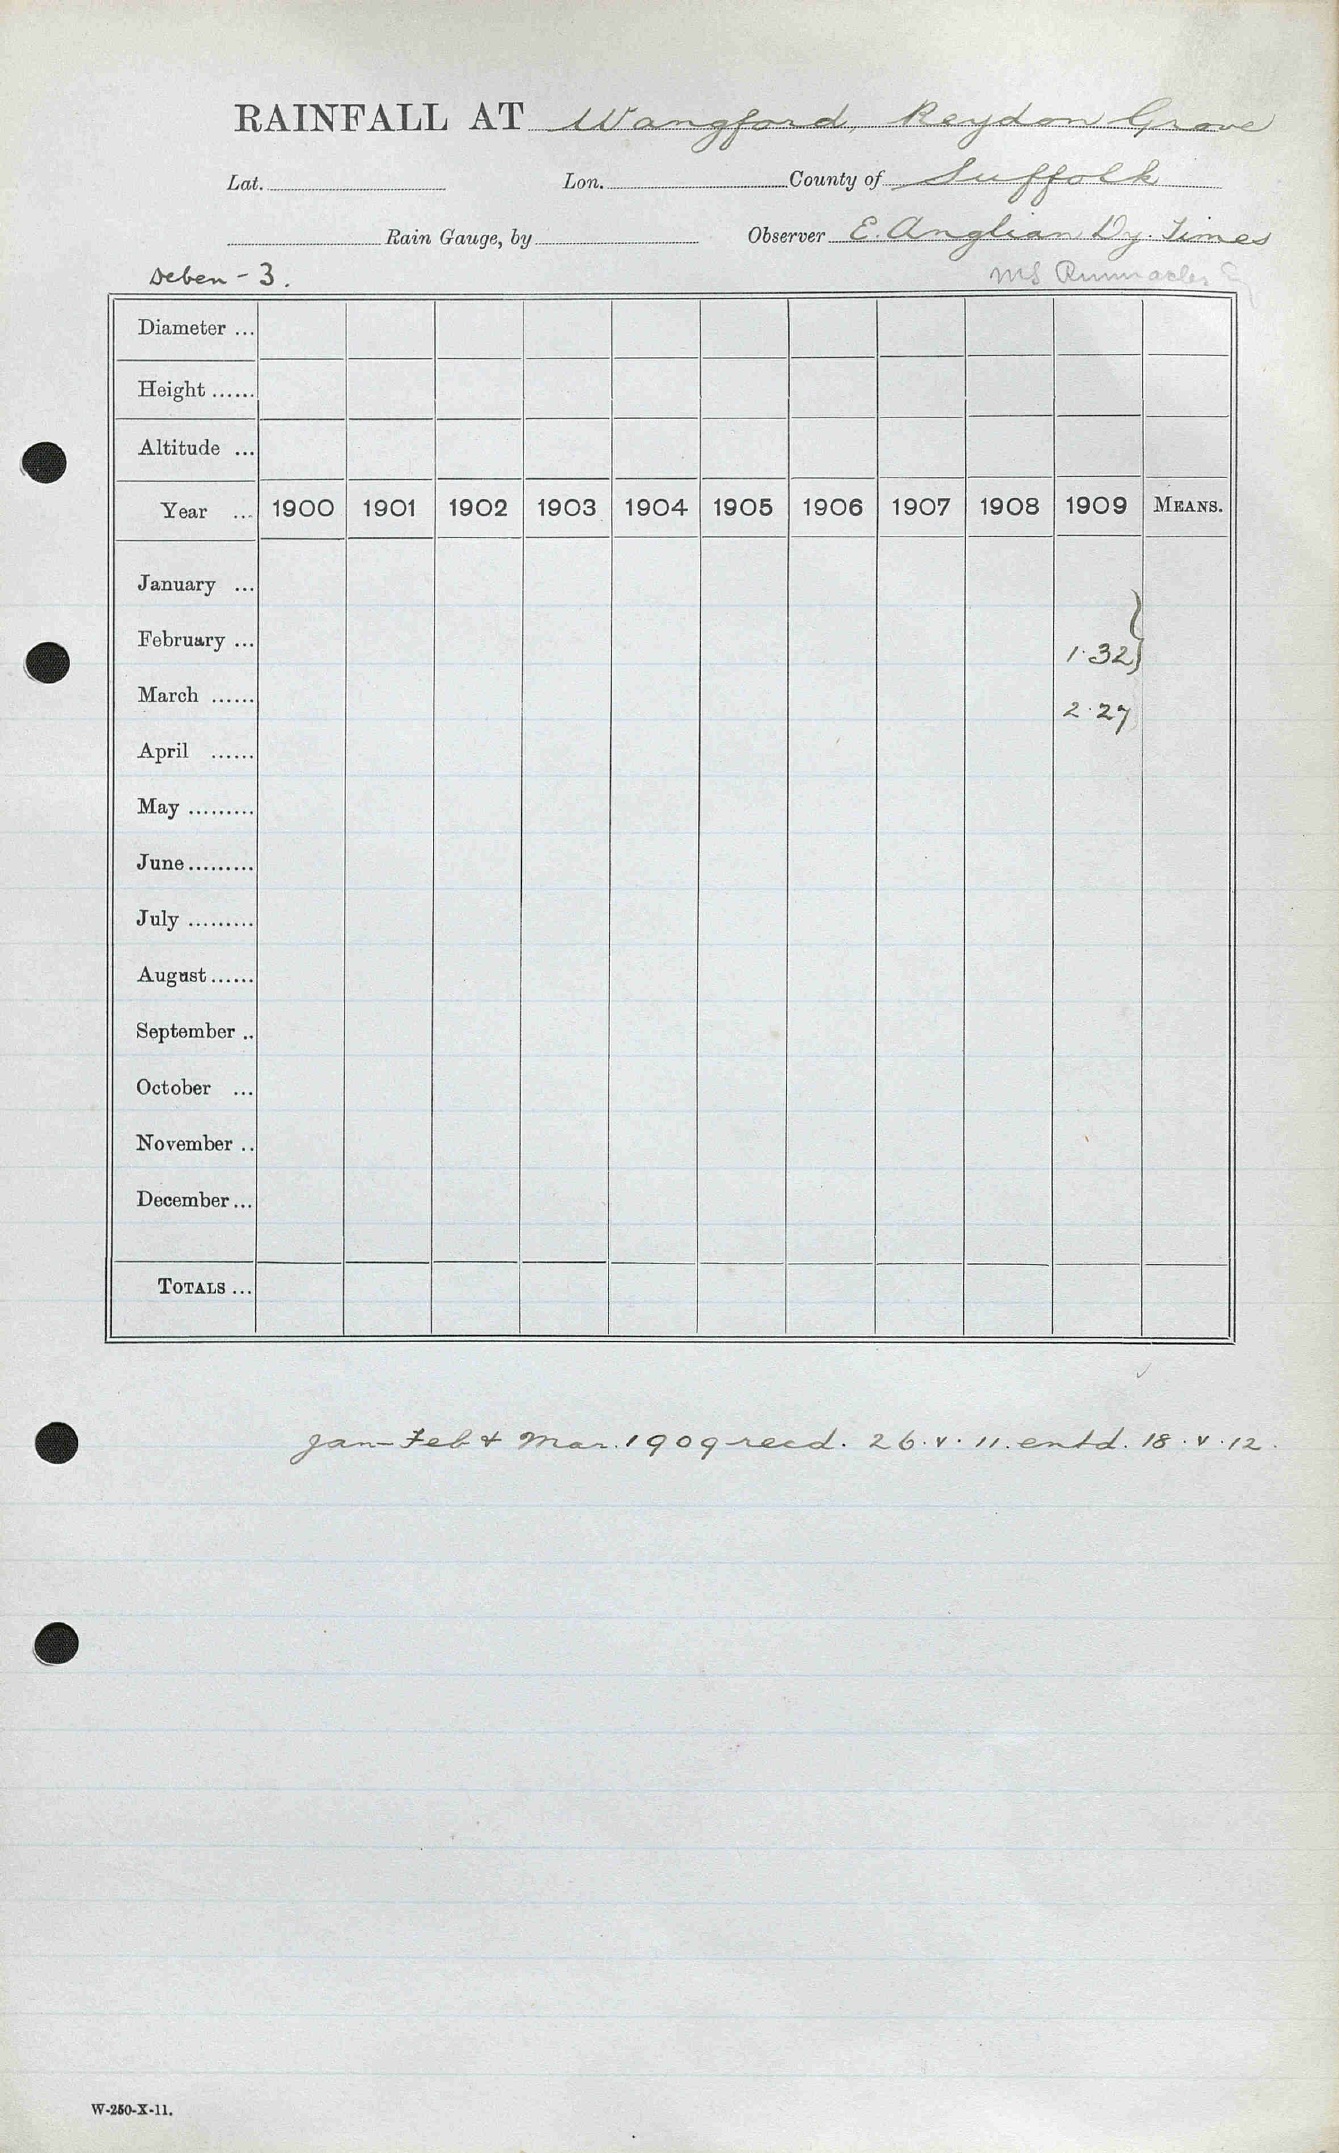 RAINFALL AT Wangford, Reydon Grove
Lat. Lon. County of Suffolk
Rain Gauge, by Observer E. Anglian Dy. Times
Deben - 3. MS
Diameter ...
Height ......
Altitude ...
Year ... 1900 1901 1902 1903 1904 1905 1906 1907 1908 1909 MEANS.
January ...
February ... 1.32}
March ...... 2.27
April ......
May .........
June.........
July .........
August......
September ..
October ...
November ..
December ...
TOTALS ...
Jan-Feb & Mar. 1909 recd. 26.v.11. entd. 18.v.12.
W-250-X-11.